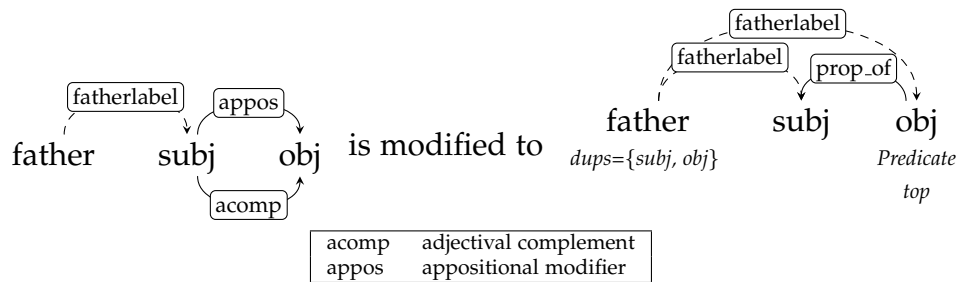 fatherlabel
appos
father subj obj
acomp
is modified to
fatherlabel
fatherlabel
prop_of
father subj obj
dups={subj, obj} Predicate
top
acomp adjectival complement
appos appositional modifier